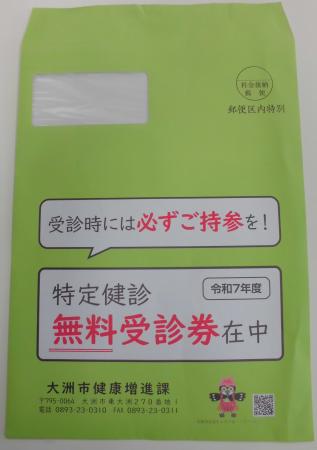 料金後納
郵便
郵便区内特別
受診時には必ずご持参を!
特定健診
令和7年度
無料受診券在中
大洲市健康増進課
〒795-0064 大洲市東大洲270番地1
電話 0893-23-0310 FAX 0893-23-0311